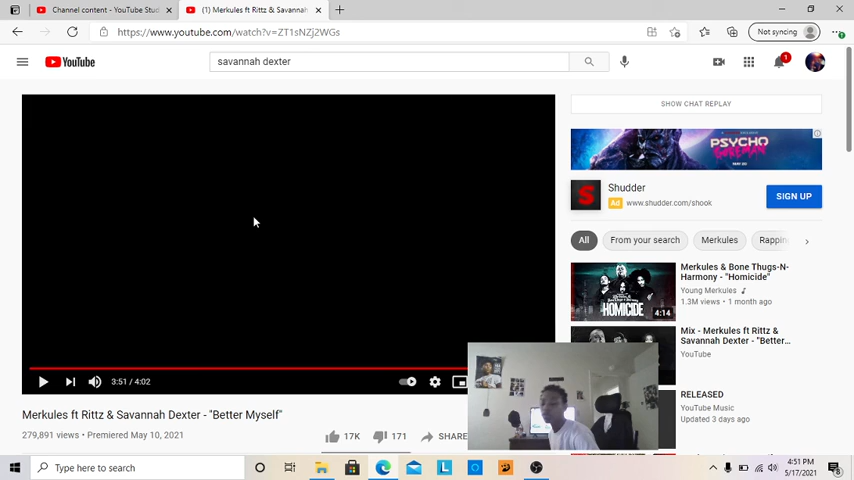 Channel content - YouTube Stud
(1) Merkules ft Rittz & Savannah
https://www.youtube.com/watch?v=ZT1sNZj2WGs
Not syncing
YouTube
savannah dexter
1
SHOW CHAT REPLAY
PSYCHO
GOREMAN
Shudder
Ad www.shudder.com/shook
SIGN UP
All
From your search
Merkules
Rappin
Merkules & Bone Thugs-N-
Harmony - "Homicide"
Young Merkules
1.3M views • 1 month ago
HOMICIDE
4:14
Mix - Merkules ft Rittz &
Savannah Dexter - "Better...
YouTube
RELEASED
YouTube Music
Updated 3 days ago
3:51 / 4:02
Merkules ft Rittz & Savannah Dexter - "Better Myself"
279,891 views • Premiered May 10, 2021
17K
171
SHARE
Type here to search
4:51 PM
5/17/2021
8